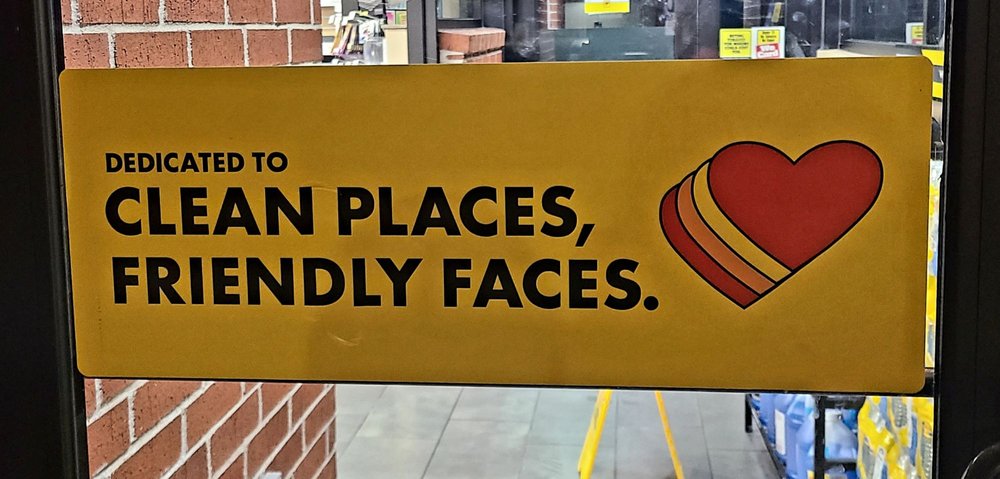 DEDICATED TO
CLEAN PLACES,
FRIENDLY FACES.